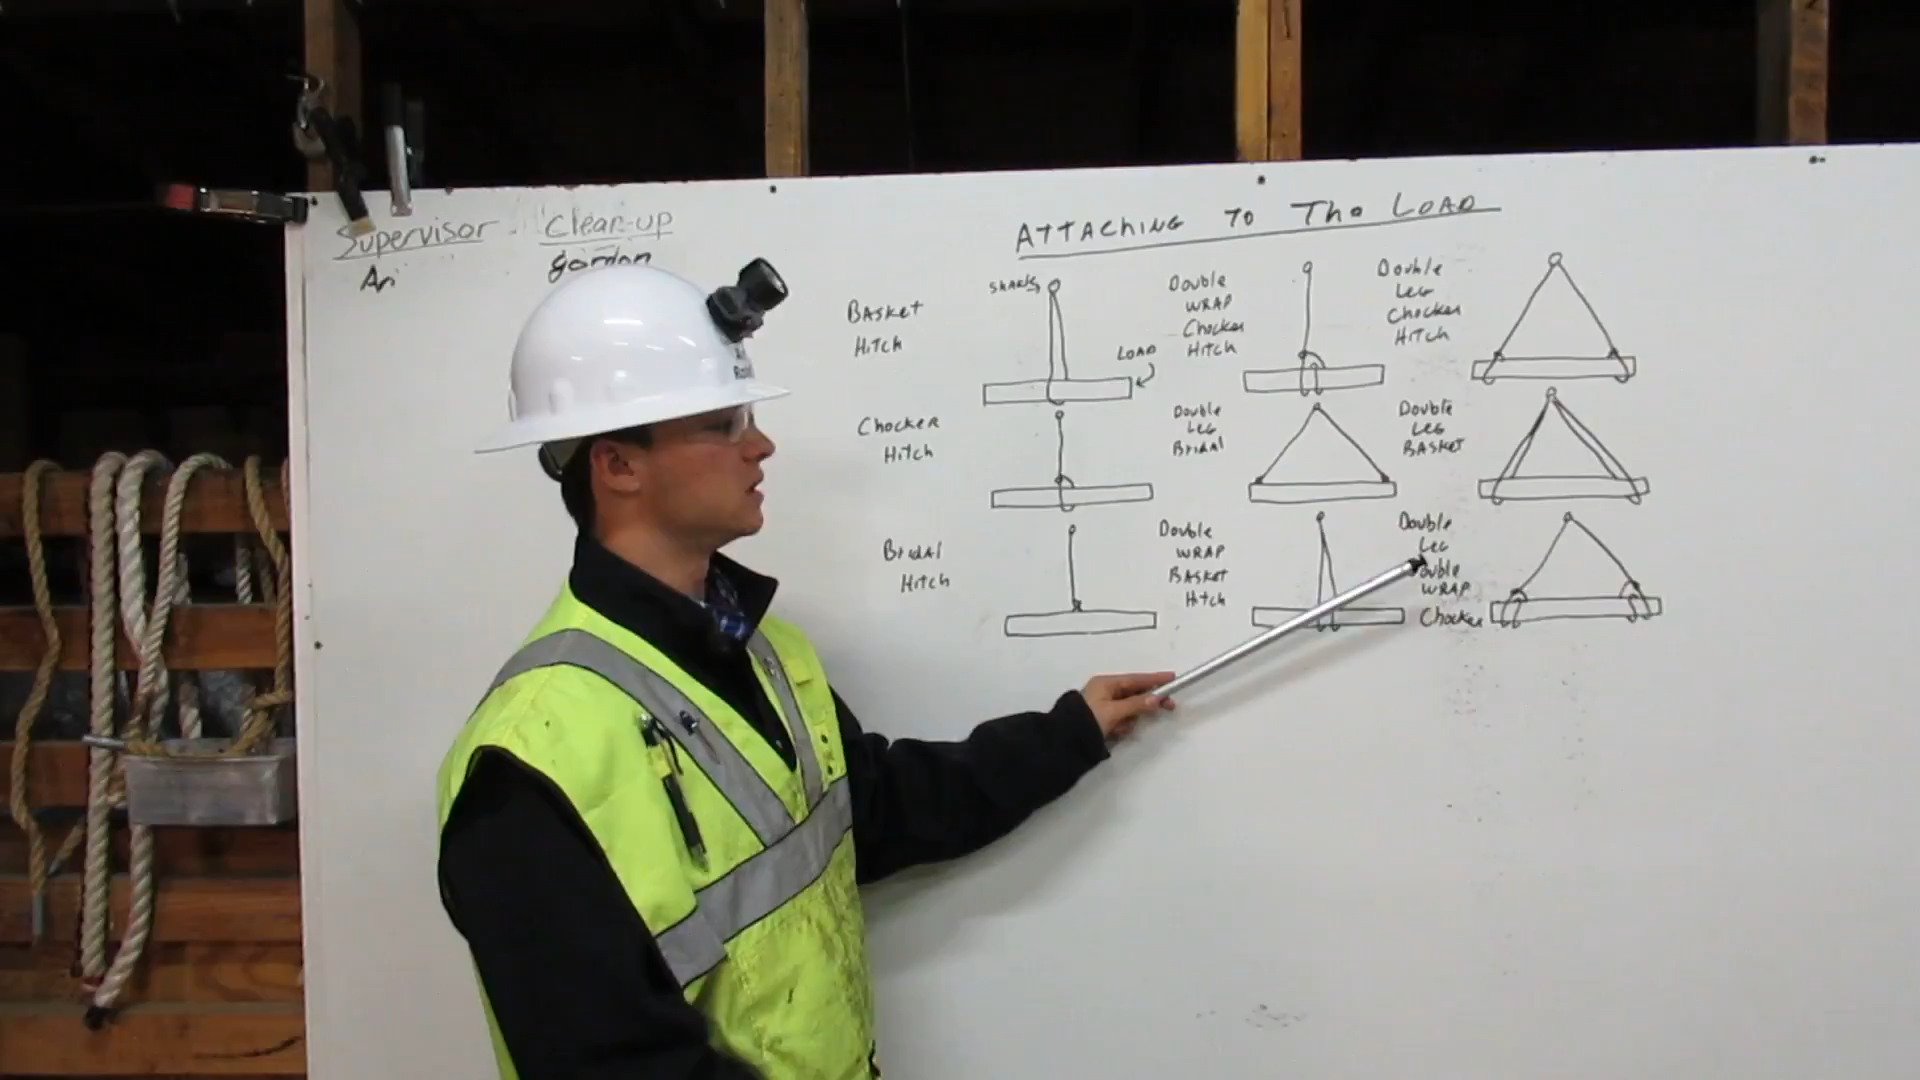 Supervisor Clean-up
Ari gordon
ATTACHING TO The LOAD
BASKET
HITCH
LOAD
Double
WRAP
Chocker
HITCH
Double
LEG
Chocker
HITCH
Chocker
HITCH
Double
LEG
Bridal
Double
LEG
BASKET
Bridal
HITCH
Double
WRAP
BASKET
HITCH
Double
LEG
Double
WRAP
Chocker